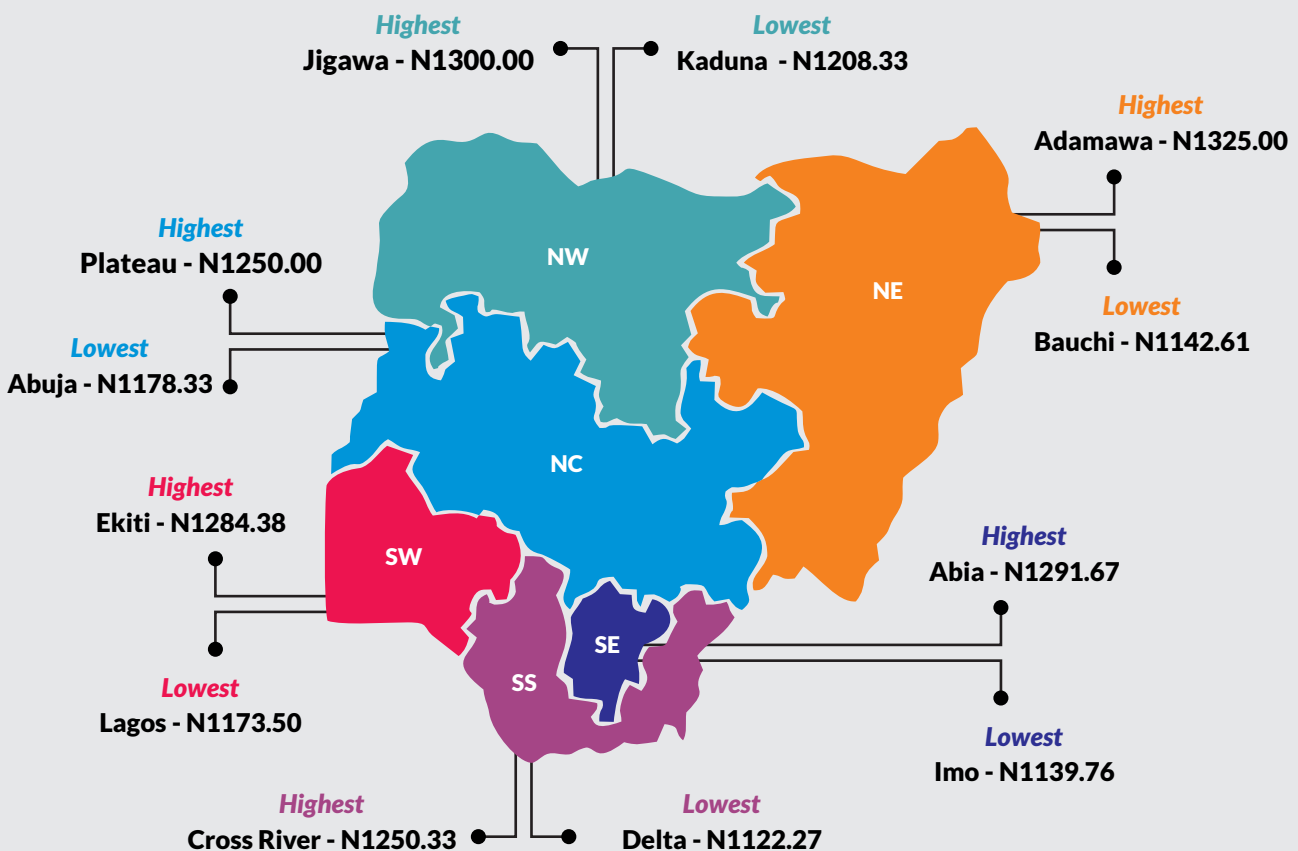 Highest
Jigawa - N1300.00
Lowest
Kaduna - N1208.33
Highest
Adamawa - N1325.00
Lowest
Bauchi - N1142.61
Highest
Plateau - N1250.00
Lowest
Abuja - N1178.33
NW
NE
NC
SW
SE
SS
Highest
Ekiti - N1284.38
Lowest
Lagos - N1173.50
Highest
Abia - N1291.67
Lowest
Imo - N1139.76
Highest
Cross River - N1250.33
Lowest
Delta - N1122.27